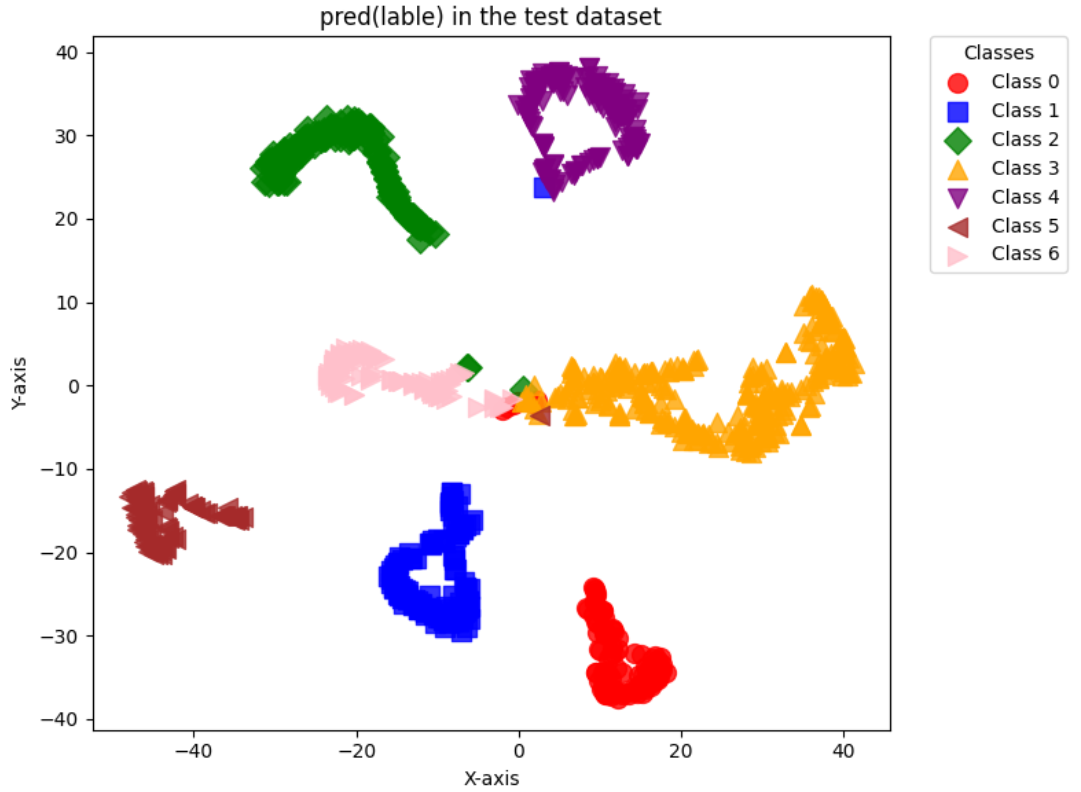 pred(lable) in the test dataset
Classes
Class 0
Class 1
Class 2
Class 3
Class 4
Class 5
Class 6
40
30
20
10
0
−10
−20
−30
−40
Y-axis
−40
−20
0
20
40
X-axis